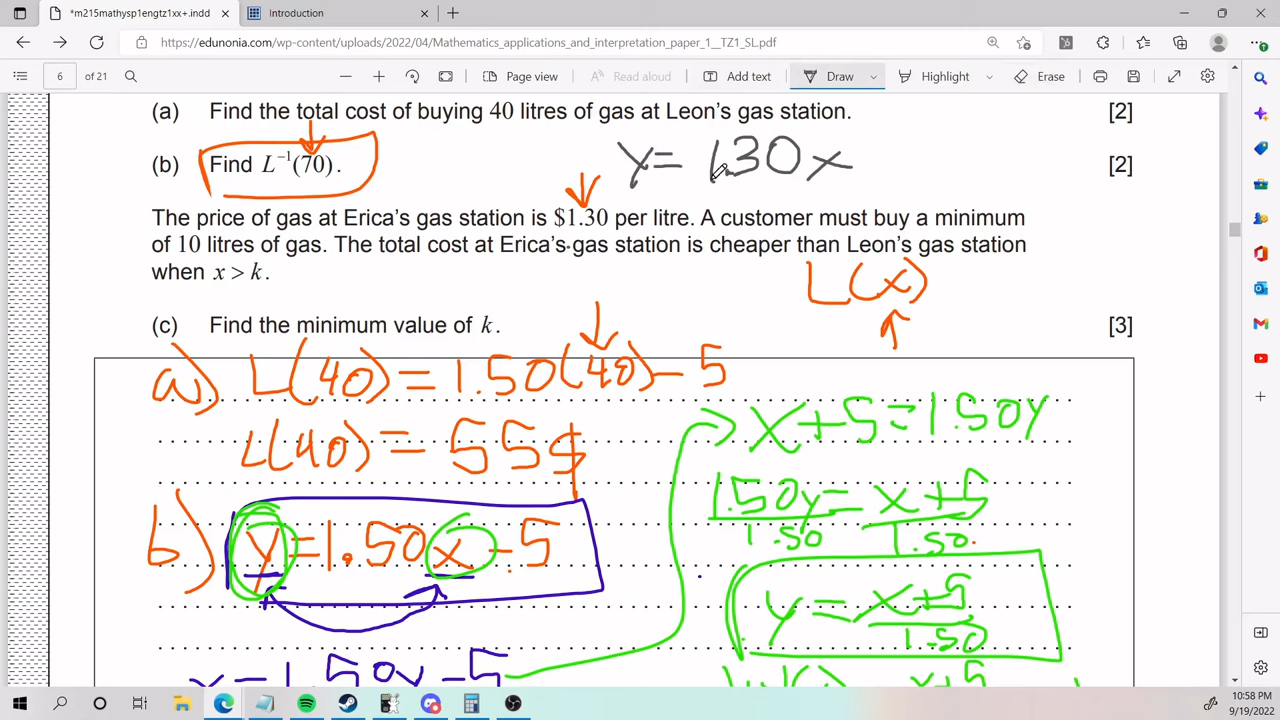 *m215mathysp1engtz1xx+.indd
Introduction
https://edunonia.com/wp-content/uploads/2022/04/Mathematics_applications_and_interpretation_paper_1__TZ1_SL.pdf
6 of 21 Page view Read aloud Add text Draw Highlight Erase
(a) Find the total cost of buying 40 litres of gas at Leon's gas station. [2]
(b) Find L⁻¹(70). [2]
y = 1.30x
The price of gas at Erica's gas station is $1.30 per litre. A customer must buy a minimum
of 10 litres of gas. The total cost at Erica's gas station is cheaper than Leon's gas station
when x > k.
L(x)
(c) Find the minimum value of k. [3]
a) L(40) = 1.50(40) - 5
L(40) = 55$
b) y = 1.50x - 5
x = 1.50y - 5
x + 5 = 1.50y
1.50y = x + 5
1.50 1.50
y = x + 5
1.50
10:58 PM
9/19/2022